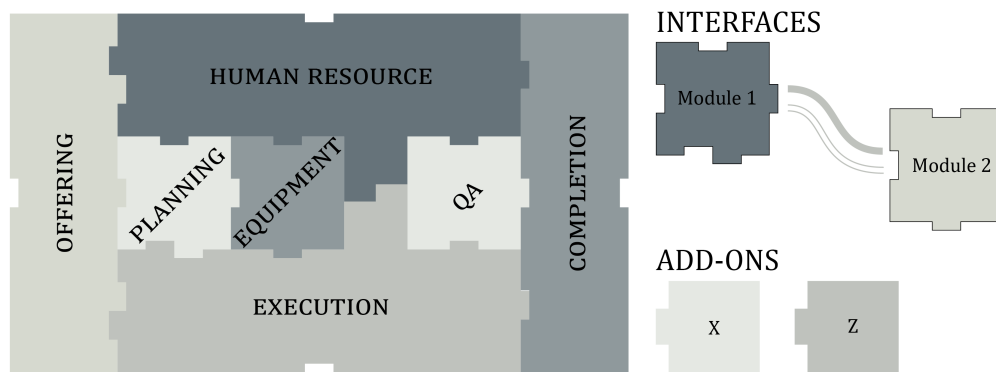 OFFERING
HUMAN RESOURCE
PLANNING
EQUIPMENT
QA
EXECUTION
COMPLETION
INTERFACES
Module 1
Module 2
ADD-ONS
X
Z